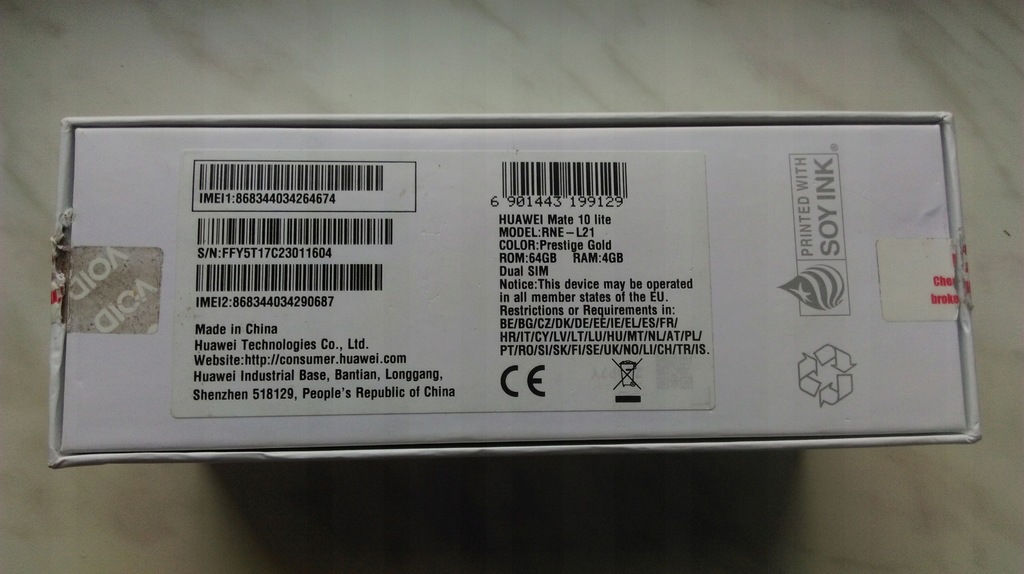 IMEI1:868344034264674
S/N:FFY5T17C23011604
IMEI2:868344034290687
Made in China
Huawei Technologies Co., Ltd.
Website:http://consumer.huawei.com
Huawei Industrial Base, Bantian, Longgang,
Shenzhen 518129, People's Republic of China
6 901443 199129
HUAWEI Mate 10 lite
MODEL:RNE-L21
COLOR:Prestige Gold
ROM:64GB RAM:4GB
Dual SIM
Notice:This device may be operated
in all member states of the EU.
Restrictions or Requirements in:
BE/BG/CZ/DK/DE/EE/IE/EL/ES/FR/
HR/IT/CY/LV/LT/LU/HU/MT/NL/AT/PL/
PT/RO/SI/SK/FI/SE/UK/NO/LI/CH/TR/IS.
CE
PRINTED WITH
SOY INK®
VOID
VOID